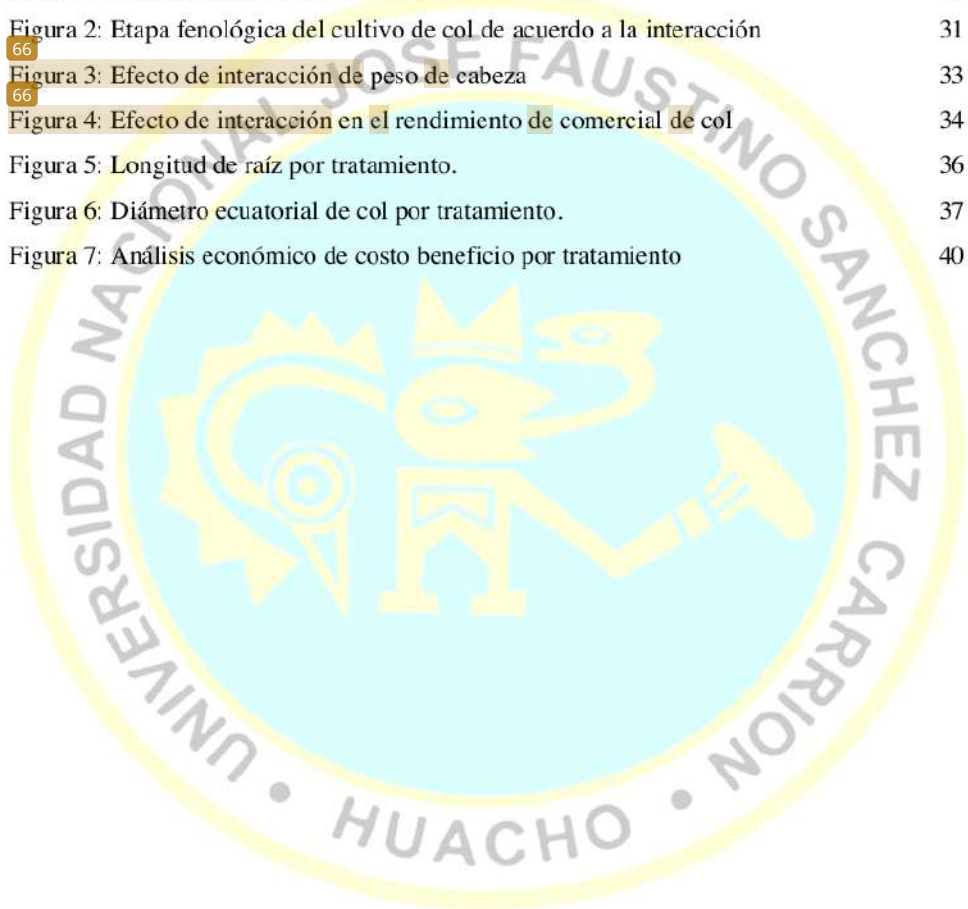 Figura 2: Etapa fenológica del cultivo de col de acuerdo a la interacción 31
66
Figura 3: Efecto de interacción de peso de cabeza 33
66
Figura 4: Efecto de interacción en el rendimiento de comercial de col 34
Figura 5: Longitud de raíz por tratamiento. 36
Figura 6: Diámetro ecuatorial de col por tratamiento. 37
Figura 7: Análisis económico de costo beneficio por tratamiento 40
UNIVERSIDAD NACIONAL JOSE FAUSTINO SANCHEZ CARRION • HUACHO •